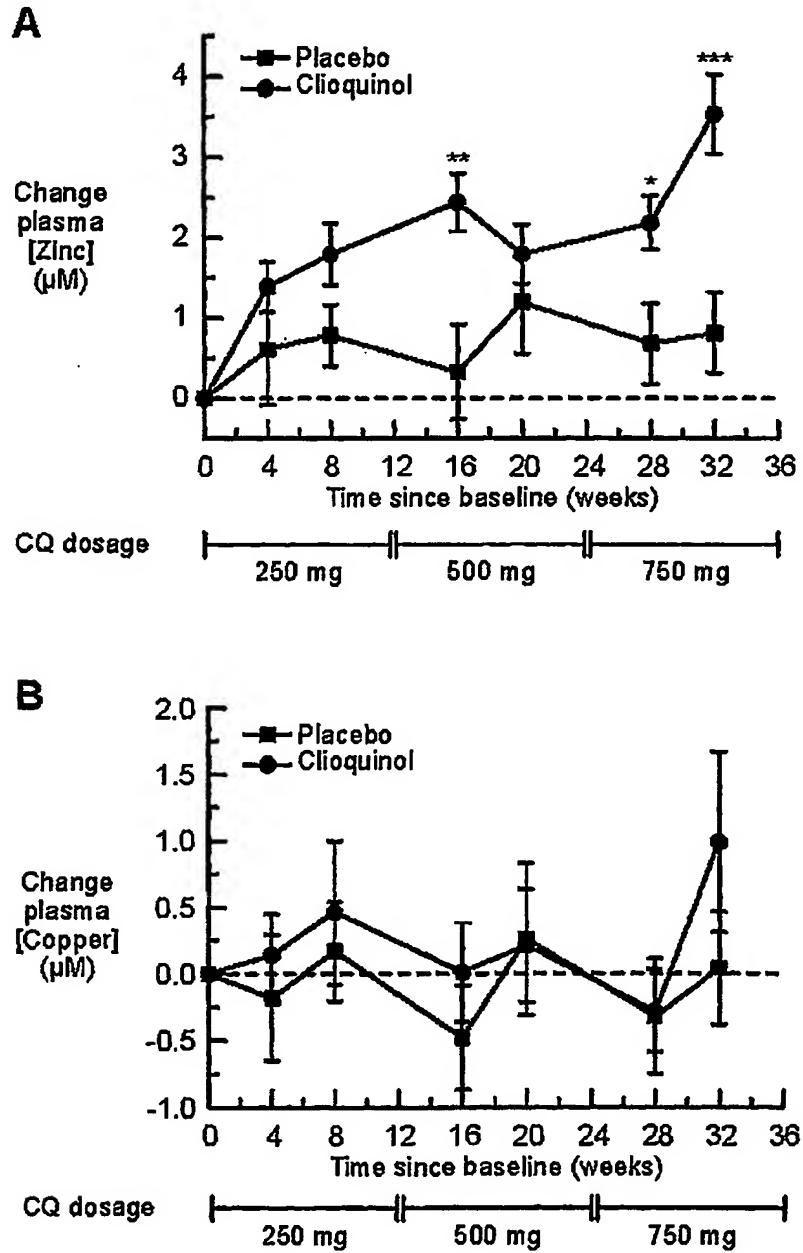 A
Placebo
Clioquinol
Change
plasma
[Zinc]
(µM)
4
3
2
1
0
**
*
***
0 4 8 12 16 20 24 28 32 36
Time since baseline (weeks)
CQ dosage
250 mg 500 mg 750 mg
B
Placebo
Clioquinol
Change
plasma
[Copper]
(µM)
2.0
1.5
1.0
0.5
0.0
-0.5
-1.0
0 4 8 12 16 20 24 28 32 36
Time since baseline (weeks)
CQ dosage
250 mg 500 mg 750 mg